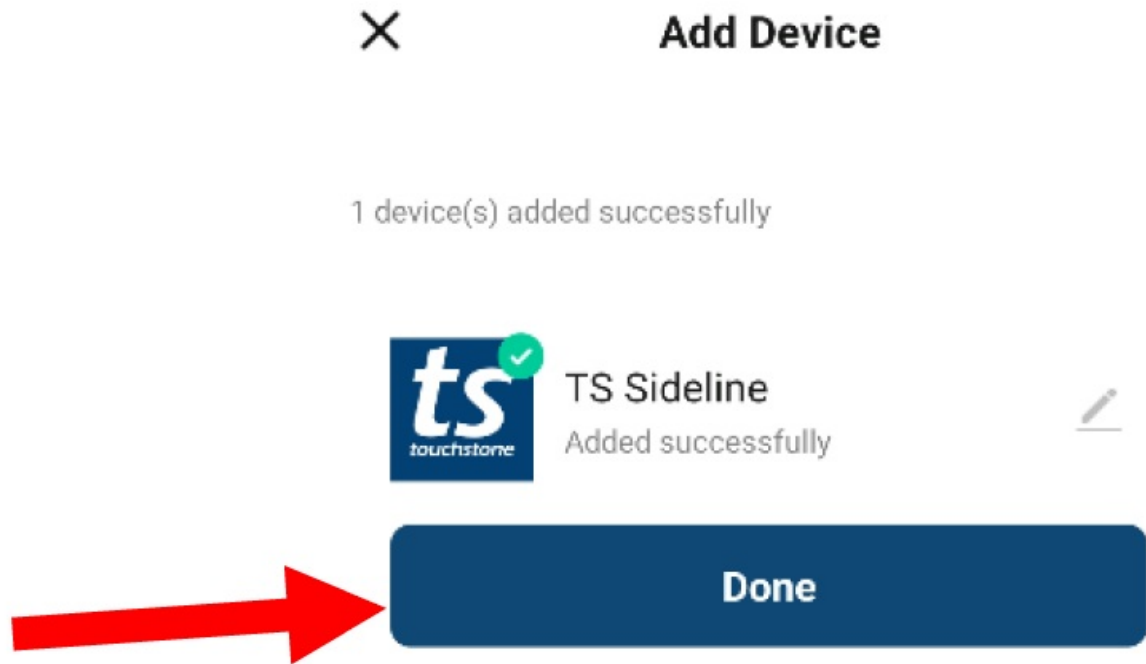 Add Device
1 device(s) added successfully
ts
touchstone
TS Sideline
Added successfully
Done